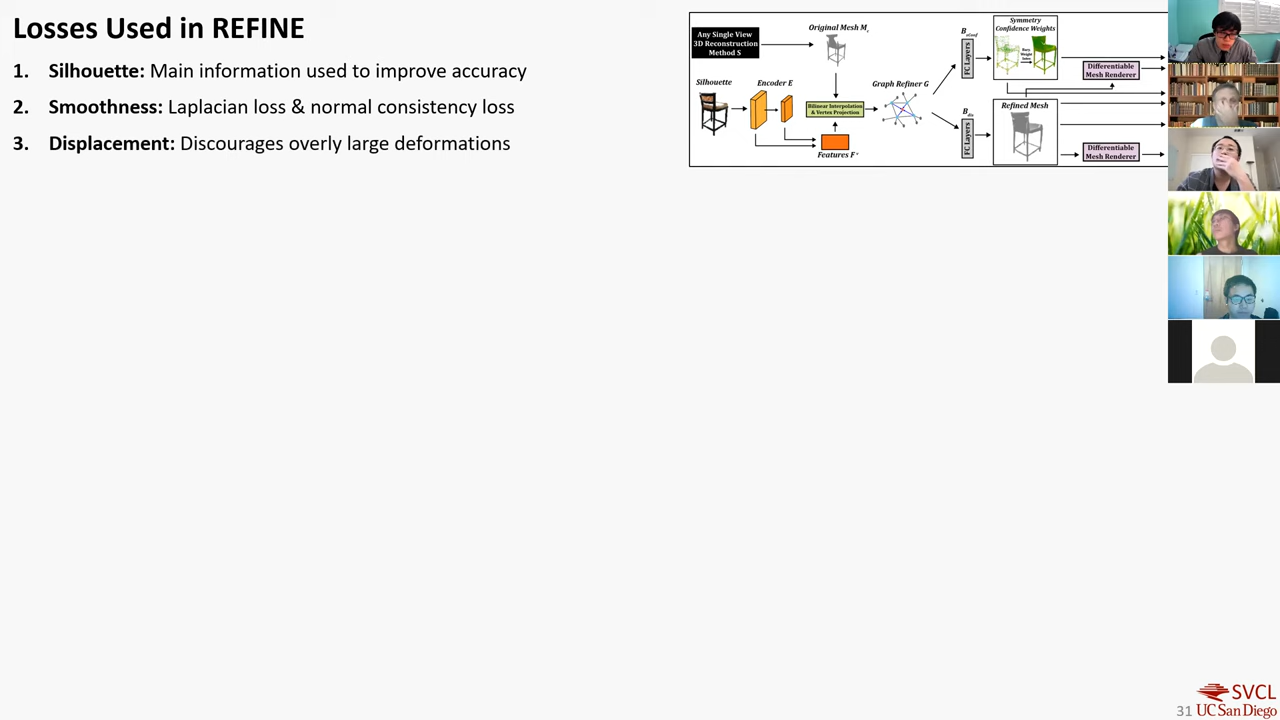 Losses Used in REFINE
1. Silhouette: Main information used to improve accuracy
2. Smoothness: Laplacian loss & normal consistency loss
3. Displacement: Discourages overly large deformations
Any Single View
3D Reconstruction
Method S
Original Mesh Mc
Silhouette
Encoder E
Bilinear Interpolation
& Vertex Projection
Features F
Graph Refiner G
FC Layers
Symmetry
Confidence Weights
Differentiable
Mesh Renderer
FC Layers
Refined Mesh
Differentiable
Mesh Renderer
31
SVCL
UC San Diego